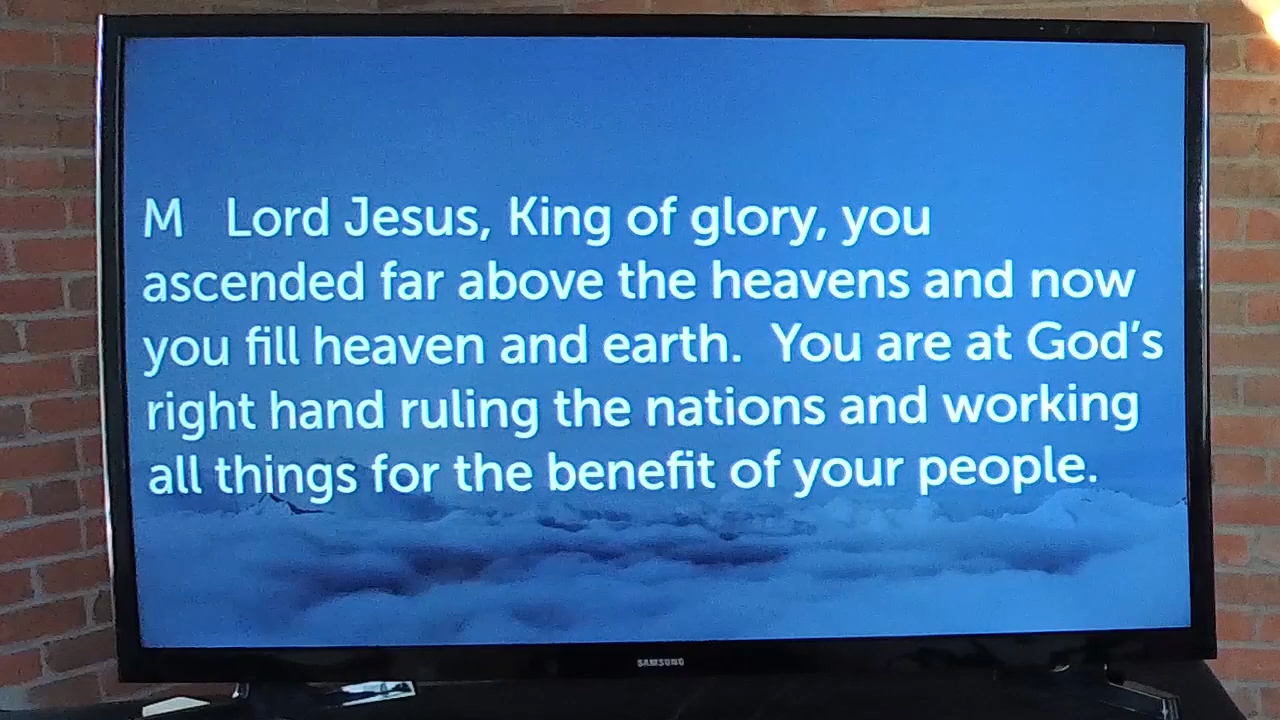 M Lord Jesus, King of glory, you
ascended far above the heavens and now
you fill heaven and earth. You are at God's
right hand ruling the nations and working
all things for the benefit of your people.
SAMSUNG